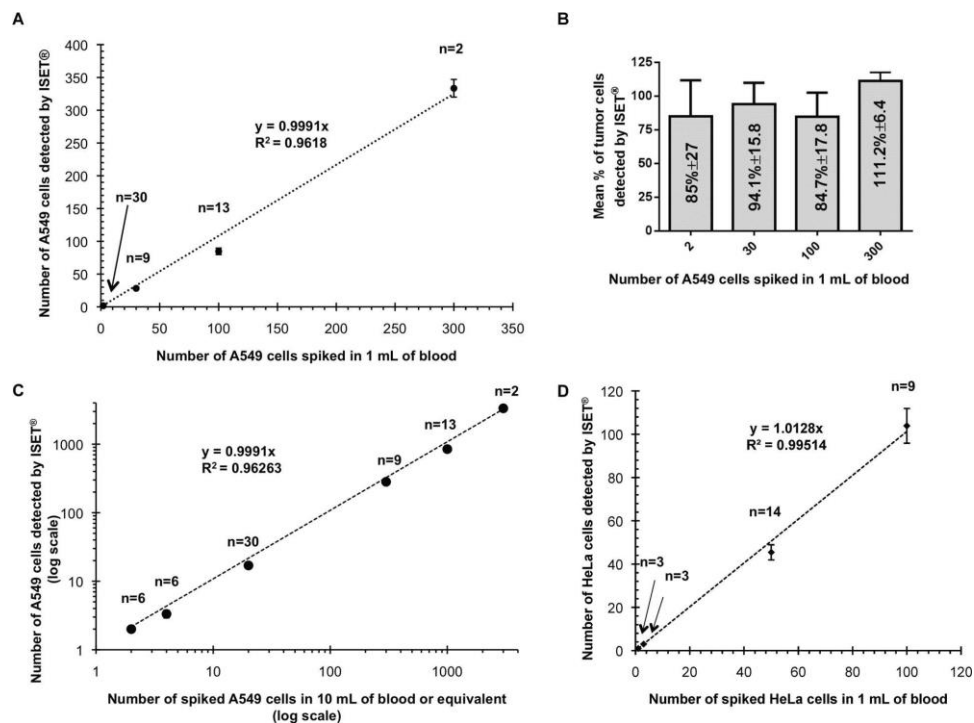 A
Number of A549 cells detected by ISET®
400
350
300
250
200
150
100
50
0
n=2
y = 0.9991x
R² = 0.9618
n=30
n=13
n=9
0 50 100 150 200 250 300 350
Number of A549 cells spiked in 1 mL of blood
B
Mean % of tumor cells
detected by ISET®
125
100
75
50
25
0
85%±27
94.1%±15.8
84.7%±17.8
111.2%±6.4
2 30 100 300
Number of A549 cells spiked in 1 mL of blood
C
Number of A549 cells detected by ISET®
(log scale)
1000
100
10
1
n=2
n=13
y = 0.9991x
R² = 0.96263
n=9
n=30
n=6
n=6
1 10 100 1000
Number of spiked A549 cells in 10 mL of blood or equivalent
(log scale)
D
Number of HeLa cells detected by ISET®
120
100
80
60
40
20
0
n=9
y = 1.0128x
R² = 0.99514
n=14
n=3
n=3
0 20 40 60 80 100 120
Number of spiked HeLa cells in 1 mL of blood